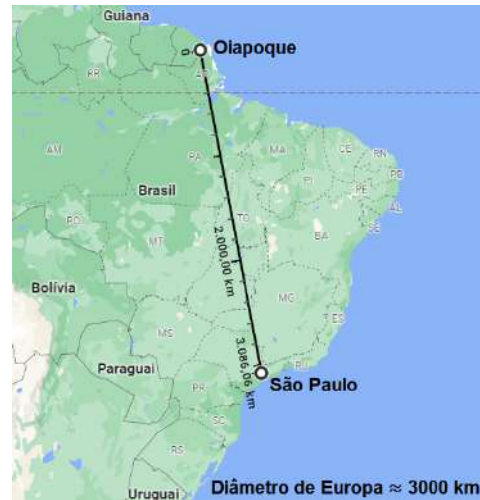 Guiana
Oiapoque
0
RR
AP
AM
PA
MA
CE
RN
PB
PE
AL
SE
PI
Brasil
TO
BA
RO
MT
2.000,00 km
Bolívia
MG
ES
MS
3.086,06 km
RJ
São Paulo
Paraguai
PR
SC
RS
Uruguai
Diâmetro de Europa ≈ 3000 km